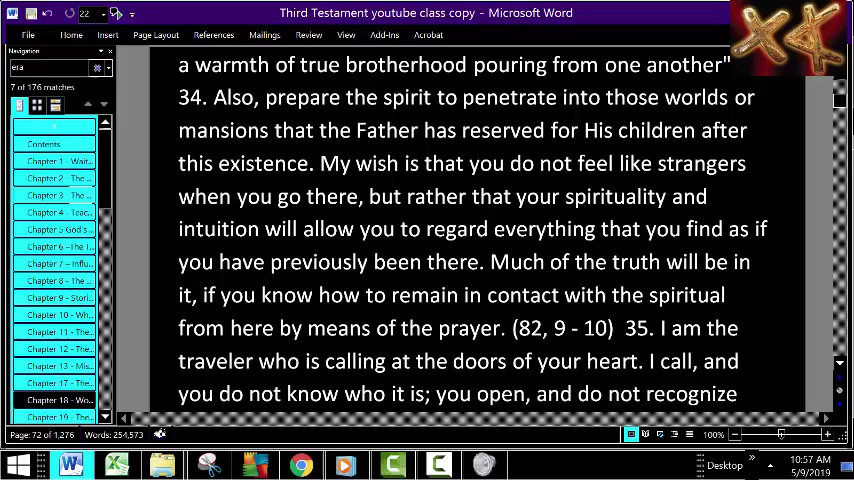 22
Third Testament youtube class copy - Microsoft Word
File Home Insert Page Layout References Mailings Review View Add-Ins Acrobat
Navigation
era
7 of 176 matches
Contents
Chapter 1 - Wait...
Chapter 2 - The ...
Chapter 3 The ...
Chapter 4 - Teac...
Chapter 5 God's ...
Chapter 6 –The T...
Chapter 7 – Influ...
Chapter 8 - The ...
Chapter 9 - Stori...
Chapter 10 - Wh...
Chapter 11 - The...
Chapter 12 - The...
Chapter 13 - Mis...
Chapter 17 - The...
Chapter 18 - Wo...
Chapter 19 - The...
a warmth of true brotherhood pouring from one another"
34. Also, prepare the spirit to penetrate into those worlds or
mansions that the Father has reserved for His children after
this existence. My wish is that you do not feel like strangers
when you go there, but rather that your spirituality and
intuition will allow you to regard everything that you find as if
you have previously been there. Much of the truth will be in
it, if you know how to remain in contact with the spiritual
from here by means of the prayer. (82, 9 - 10) 35. I am the
traveler who is calling at the doors of your heart. I call, and
you do not know who it is; you open, and do not recognize
Page: 72 of 1,276 Words: 254,573
100%
Desktop
10:57 AM
5/9/2019